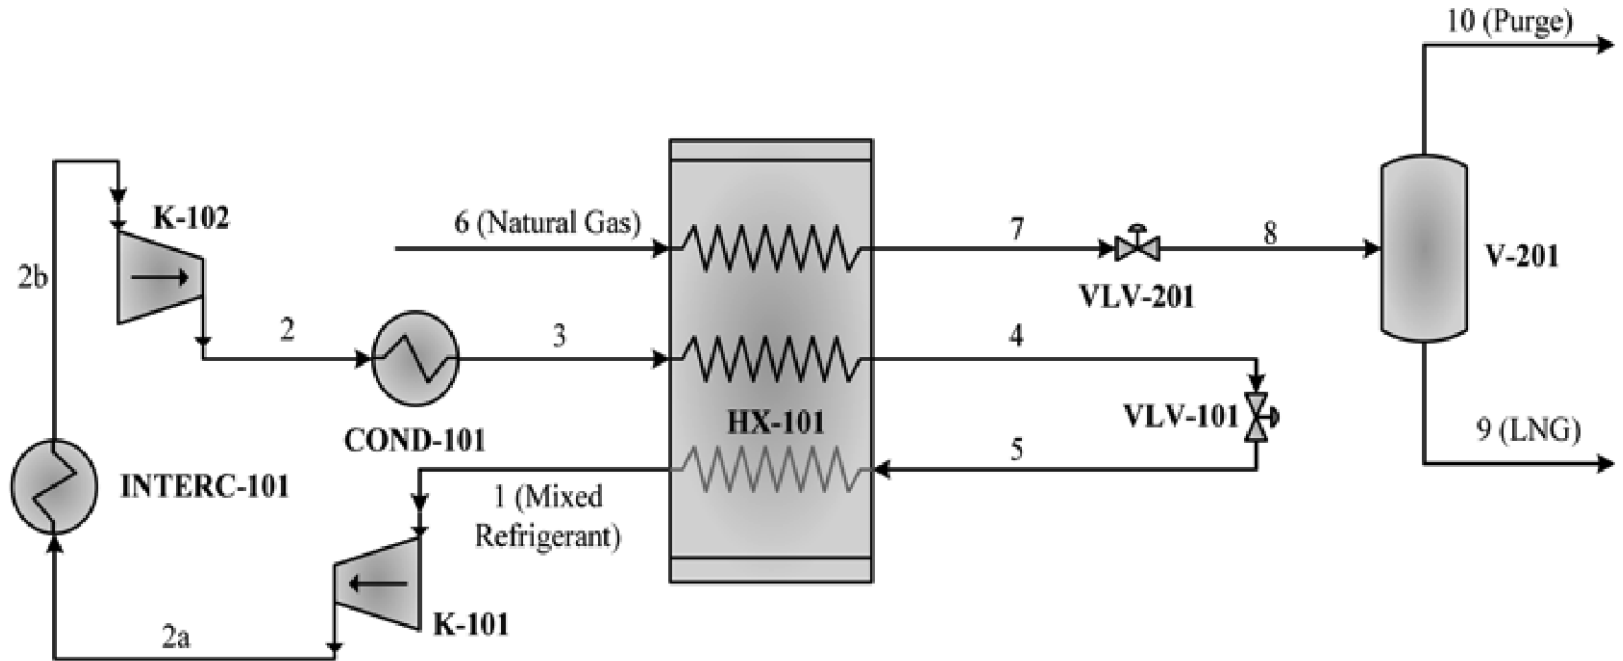 10 (Purge)
K-102
6 (Natural Gas)
7
8
2b
VLV-201
V-201
2
3
4
COND-101
HX-101
VLV-101
9 (LNG)
5
INTERC-101
1 (Mixed
Refrigerant)
2a
K-101